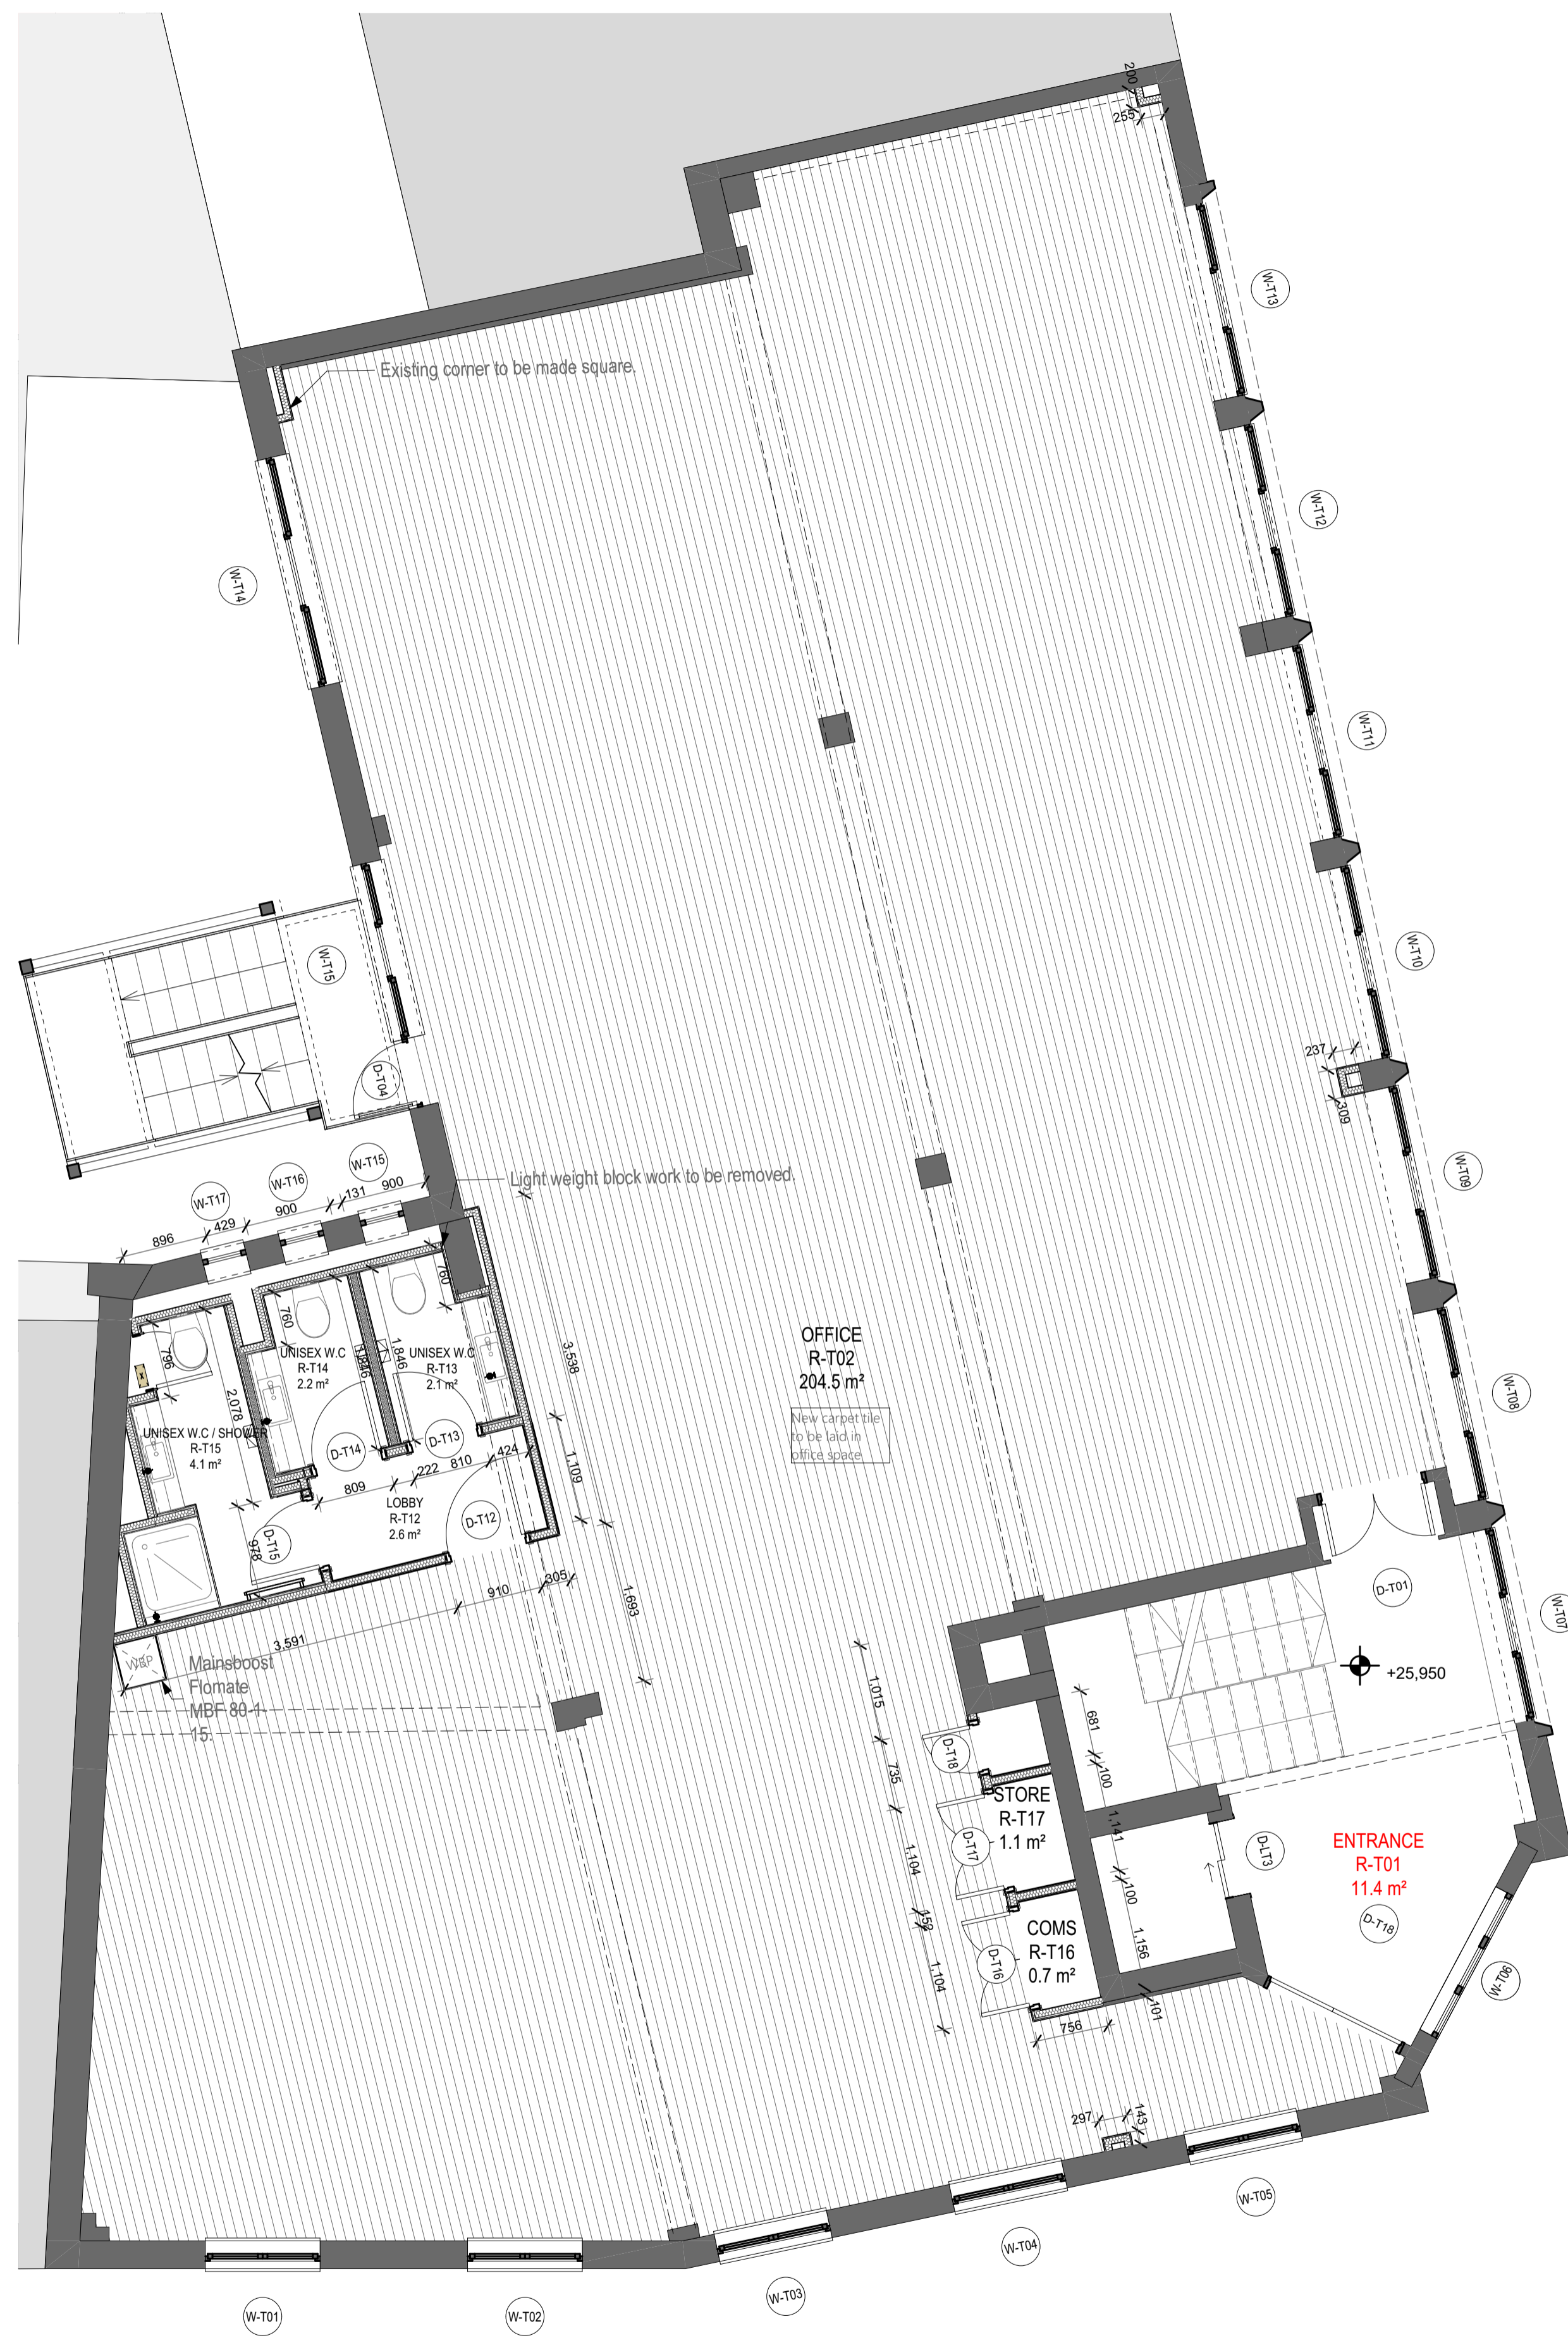 200
255
W-T13
Existing corner to be made square.
W-T12
W-T14
W-T11
W-T10
W-T15
237
309
D-T04
W-T09
W-T15
W-T16
W-T17
Light weight block work to be removed.
900
131
900
429
896
760
760
796
W-T08
OFFICE
R-T02
204.5 m²
New carpet tile
to be laid in
office space
3,538
1,846
1,846
UNISEX W.C
R-T14
2.2 m²
UNISEX W.C
R-T13
2.1 m²
2,078
UNISEX W.C / SHOWER
R-T15
4.1 m²
D-T14
D-T13
424
810
222
809
1,109
LOBBY
R-T12
2.6 m²
D-T12
D-T15
978
305
910
1,693
3,591
D-T01
W-T07
WBP
Mainsboost
Flomate
MBF 80-1-
15.
+25,950
1,015
681
D-T18
735
100
STORE
R-T17
1.1 m²
D-T17
1,141
D-LT3
ENTRANCE
R-T01
11.4 m²
1,104
100
D-T18
152
COMS
R-T16
0.7 m²
D-T16
1,156
W-T06
1,104
101
756
297
143
W-T05
W-T04
W-T03
W-T01
W-T02